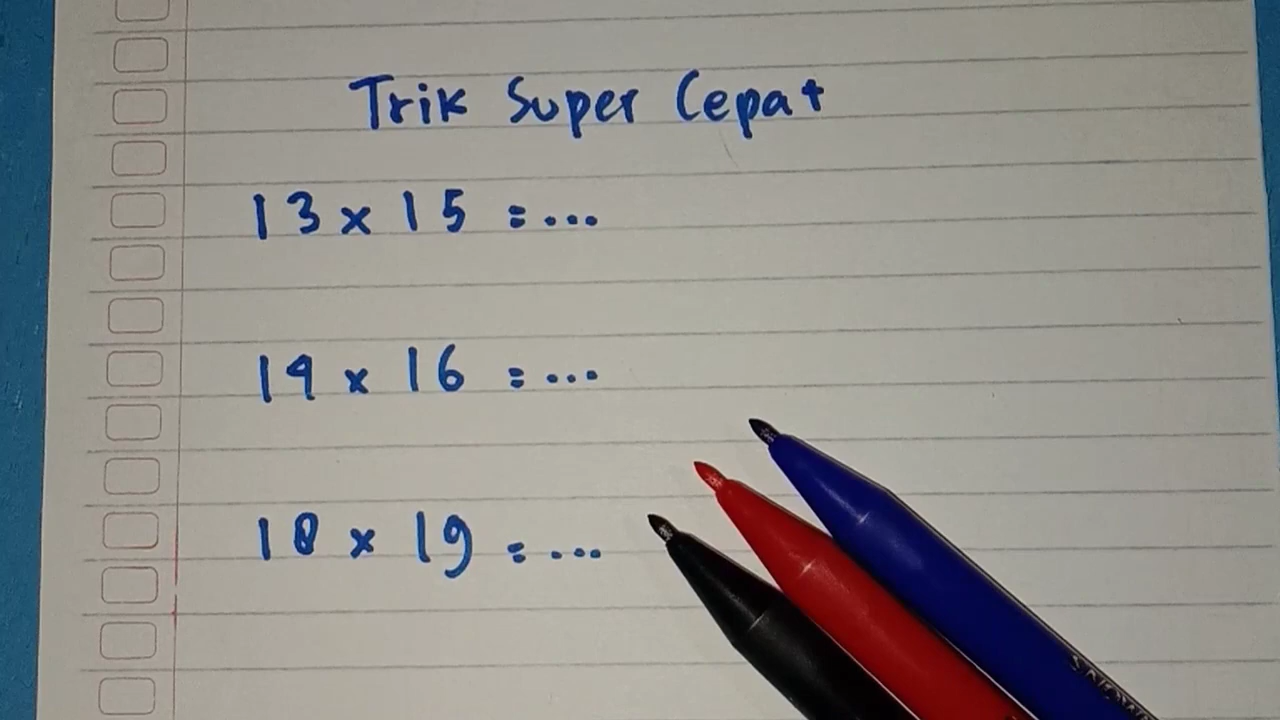 Trik Super Cepat
13 x 15 = ...
14 x 16 = ...
18 x 19 = ...